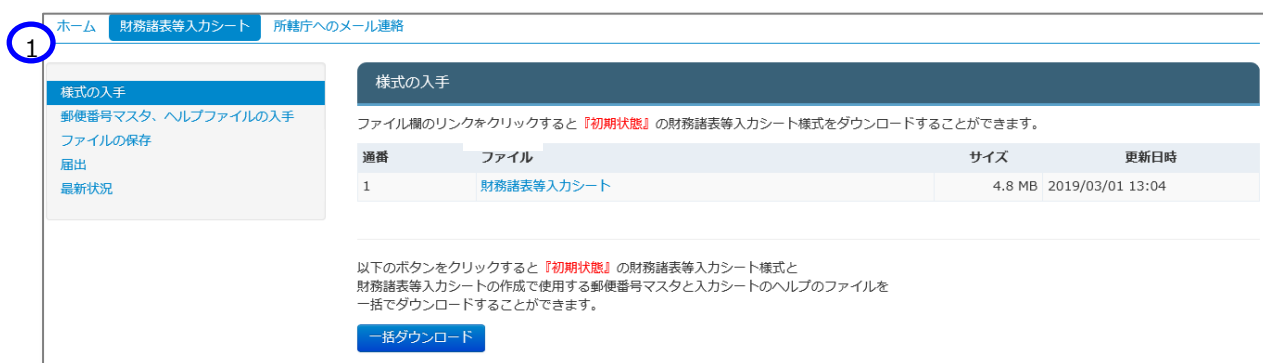 ホーム 財務諸表等入力シート 所轄庁へのメール連絡
1
様式の入手
郵便番号マスタ、ヘルプファイルの入手
ファイルの保存
届出
最新状況
様式の入手
ファイル欄のリンクをクリックすると『初期状態』の財務諸表等入力シート様式をダウンロードすることができます。
通番 ファイル サイズ 更新日時
1 財務諸表等入力シート 4.8 MB 2019/03/01 13:04
以下のボタンをクリックすると『初期状態』の財務諸表等入力シート様式と
財務諸表等入力シートの作成で使用する郵便番号マスタと入力シートのヘルプのファイルを
一括でダウンロードすることができます。
一括ダウンロード